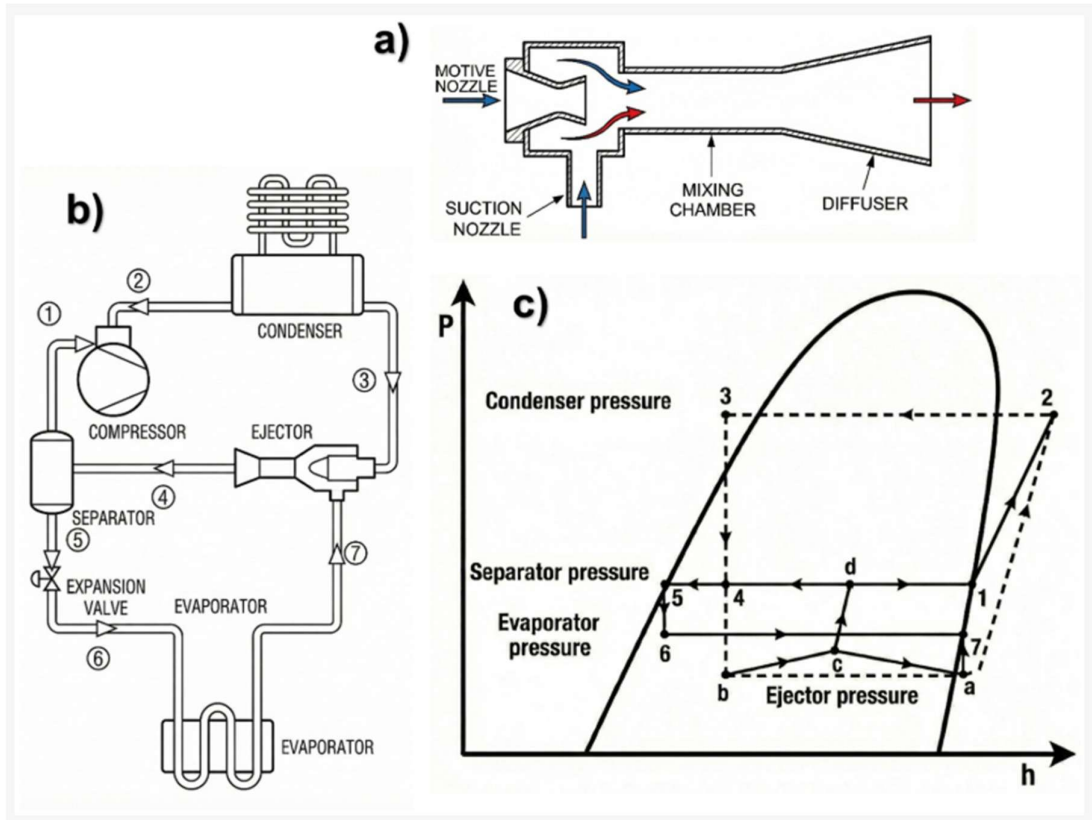 a)
MOTIVE
NOZZLE
SUCTION
NOZZLE
MIXING
CHAMBER
DIFFUSER
b)
②
①
CONDENSER
③
COMPRESSOR
EJECTOR
④
SEPARATOR
⑤
⑦
EXPANSION
VALVE
EVAPORATOR
⑥
EVAPORATOR
c)
P
Condenser pressure
3
2
Separator pressure
d
5
4
1
Evaporator
pressure
6
7
c
b
a
Ejector pressure
h